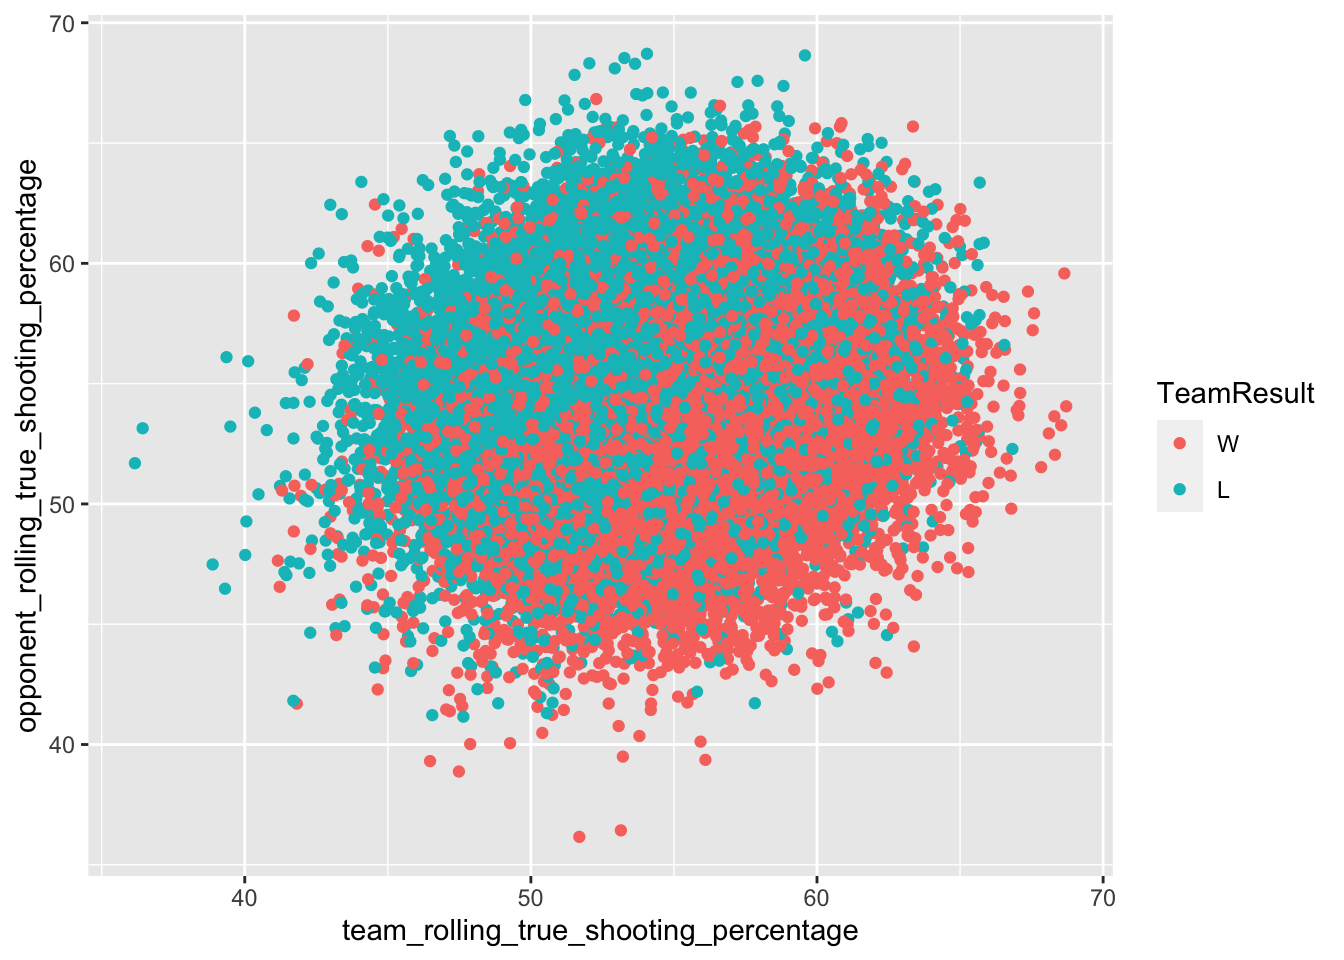 70
60
50
40
opponent_rolling_true_shooting_percentage
40
50
60
70
team_rolling_true_shooting_percentage
TeamResult
W
L